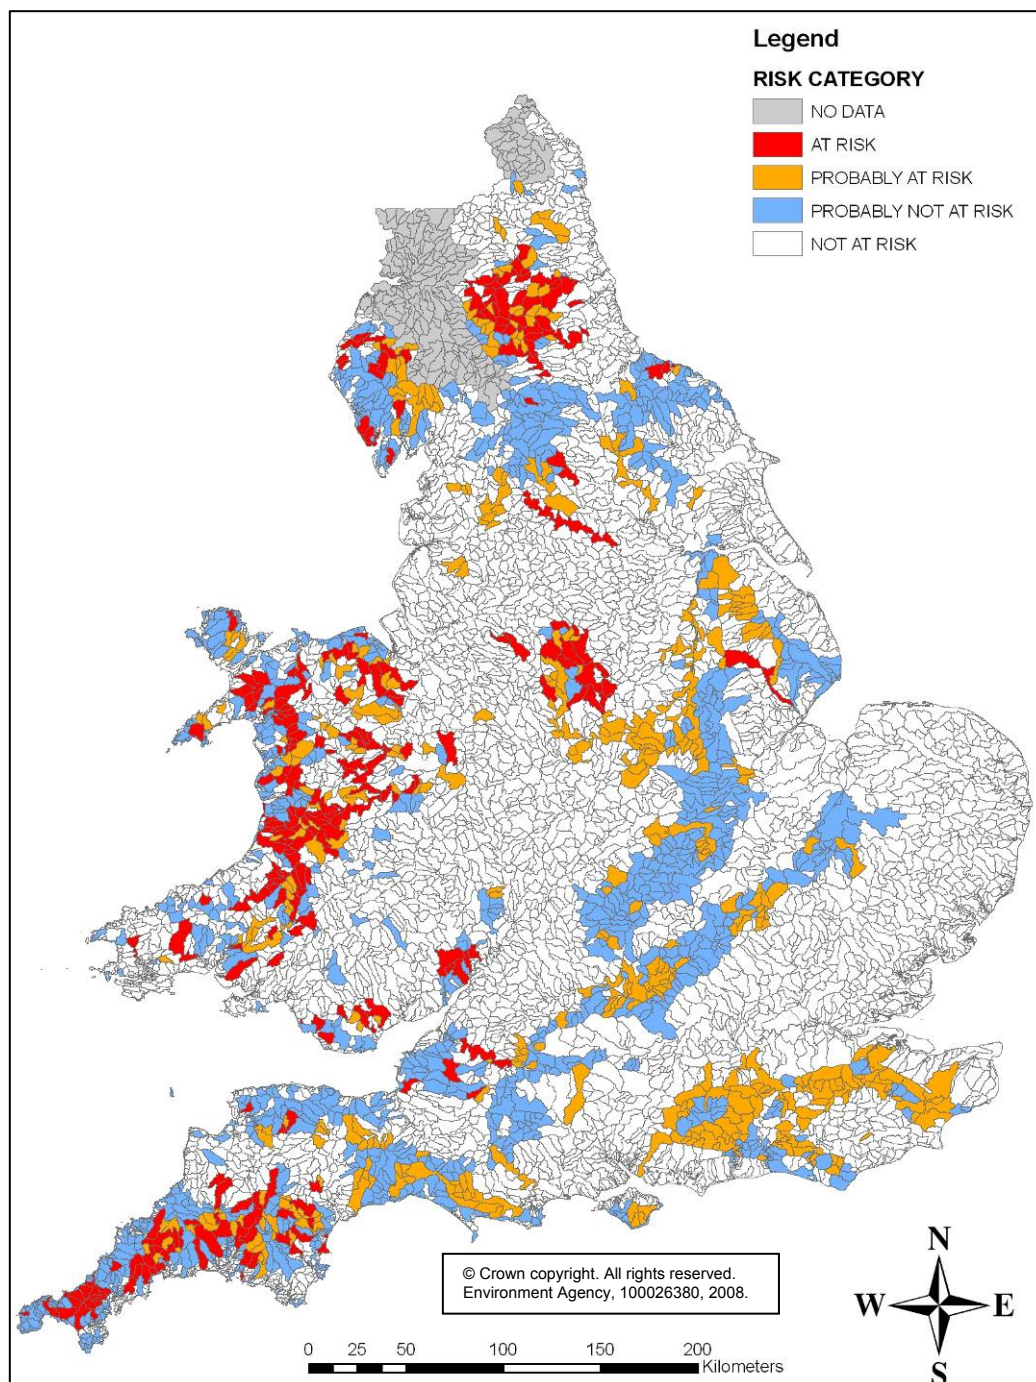 Legend
RISK CATEGORY
NO DATA
AT RISK
PROBABLY AT RISK
PROBABLY NOT AT RISK
NOT AT RISK
© Crown copyright. All rights reserved.
Environment Agency, 100026380, 2008.
N
W E
S
0 25 50 100 150 200
Kilometers